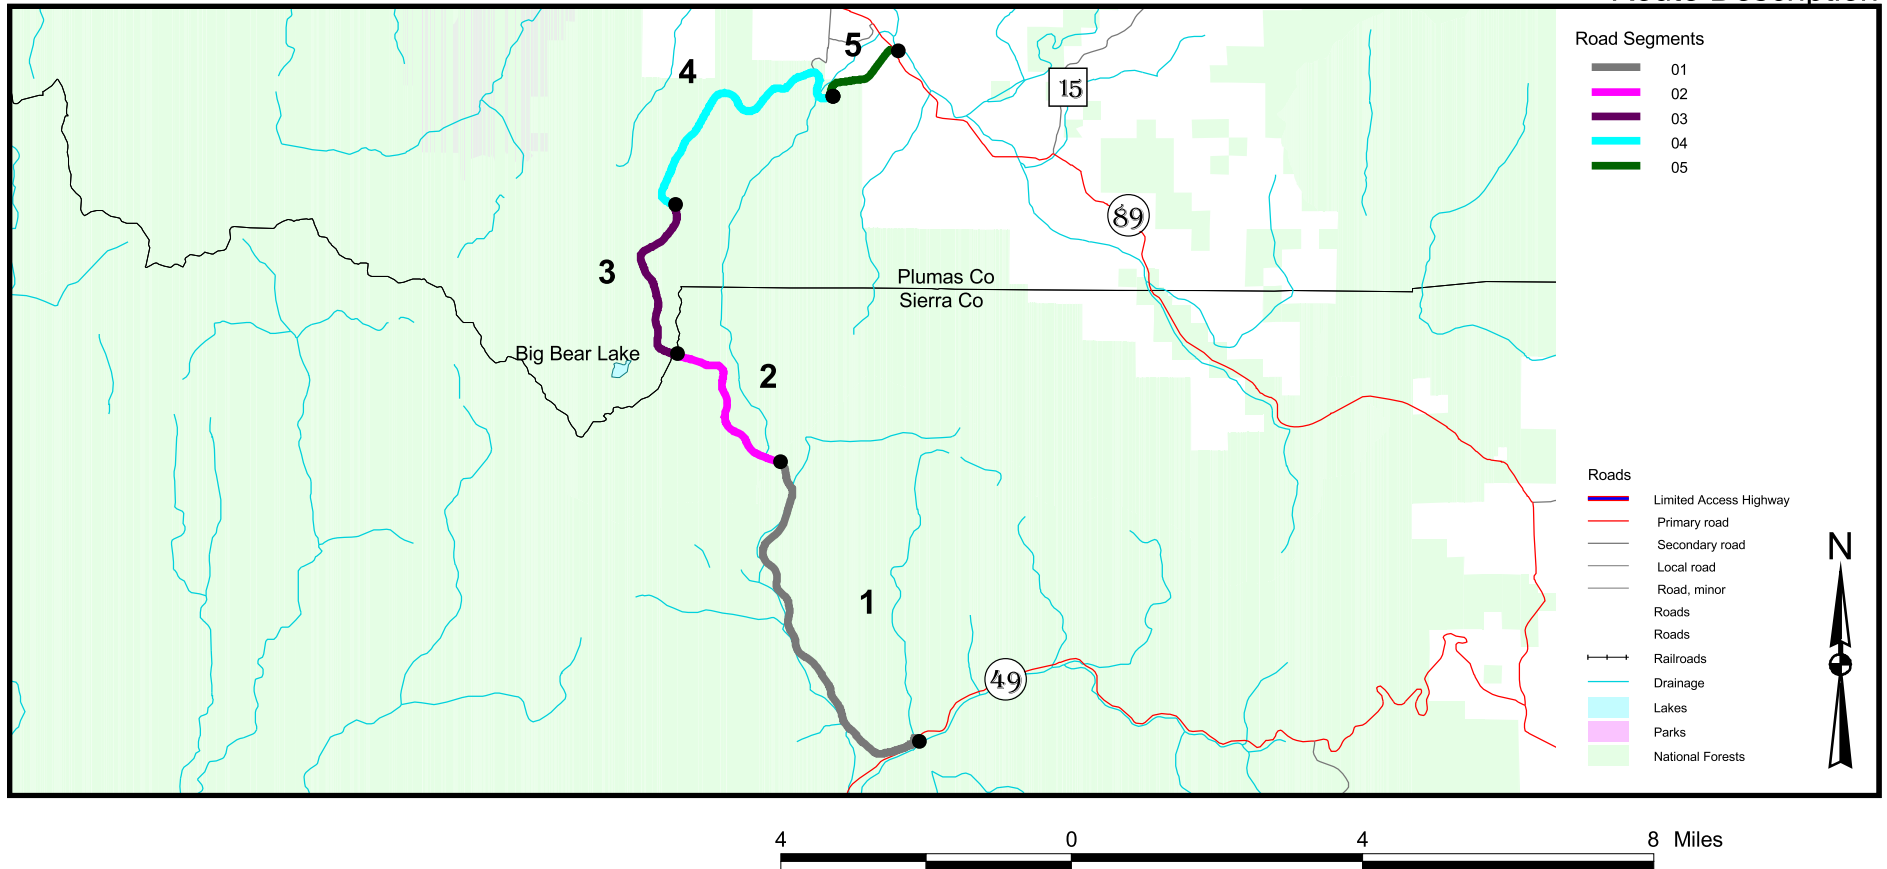 Route Description
5
4
15
89
3
Plumas Co
Sierra Co
Big Bear Lake
2
1
49
Road Segments
01
02
03
04
05
Roads
Limited Access Highway
Primary road
Secondary road
Local road
Road, minor
Roads
Roads
Railroads
Drainage
Lakes
Parks
National Forests
N
4 0 4 8 Miles